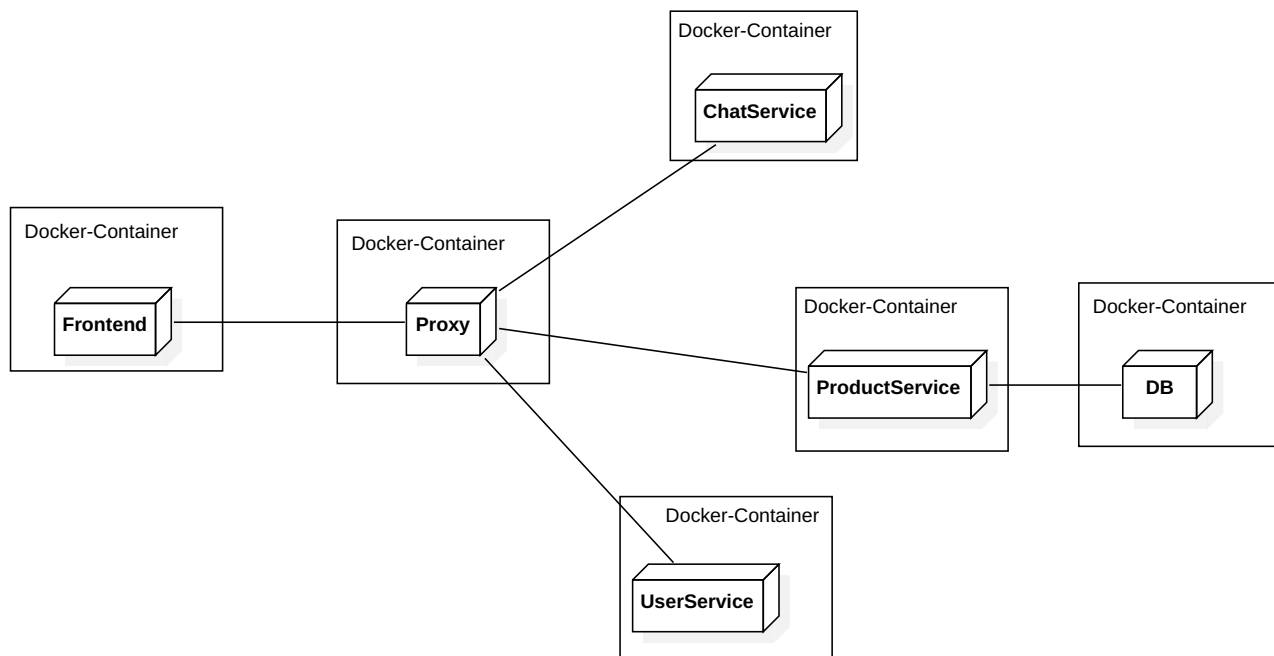 Docker-Container
ChatService
Docker-Container
Frontend
Docker-Container
Proxy
Docker-Container
ProductService
Docker-Container
DB
Docker-Container
UserService